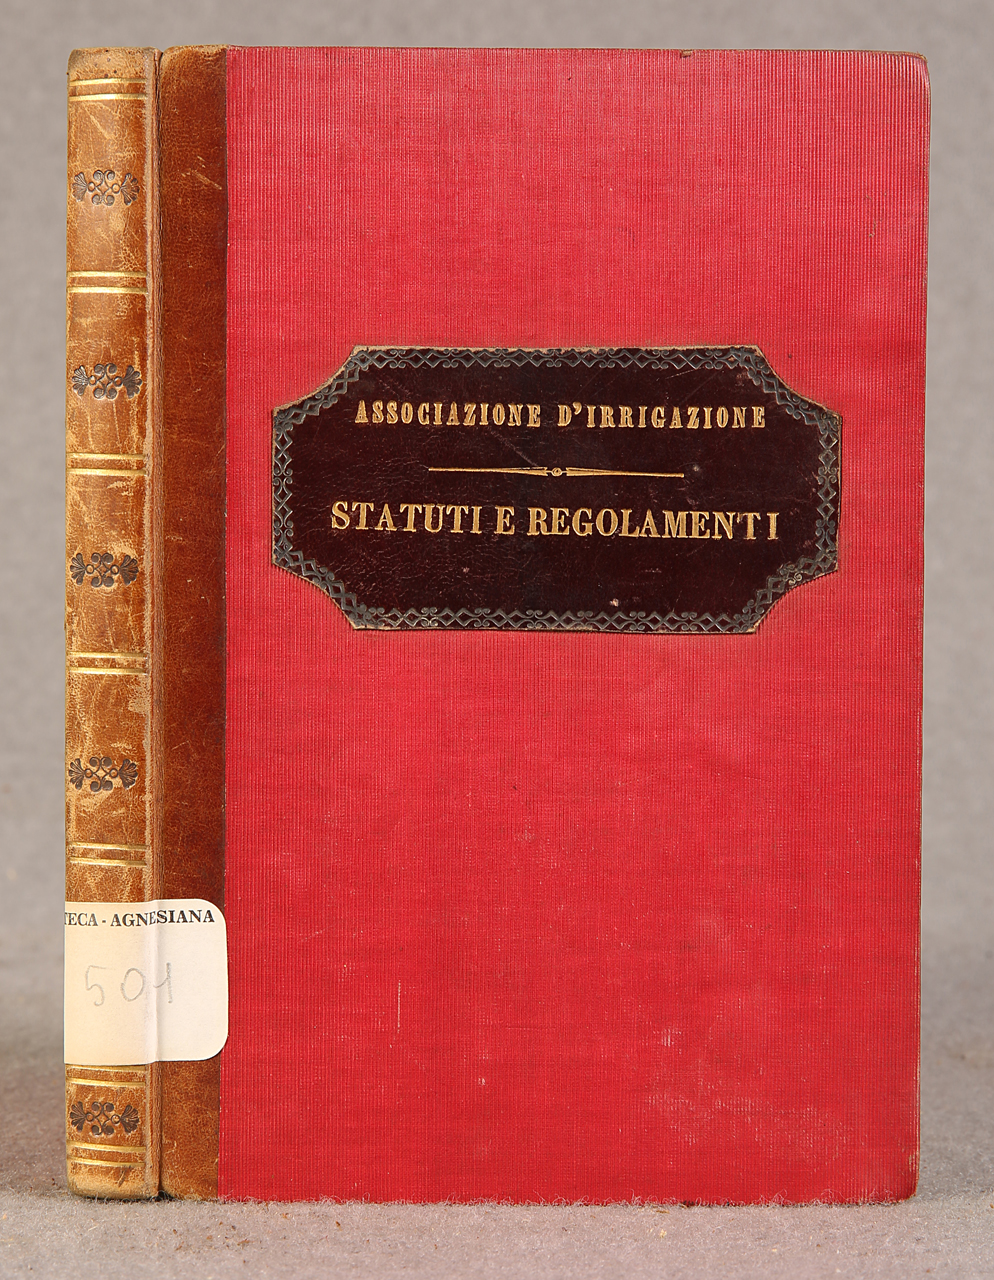 ASSOCIAZIONE D'IRRIGAZIONE
STATUTI E REGOLAMENTI
TECA - AGNESIANA
501